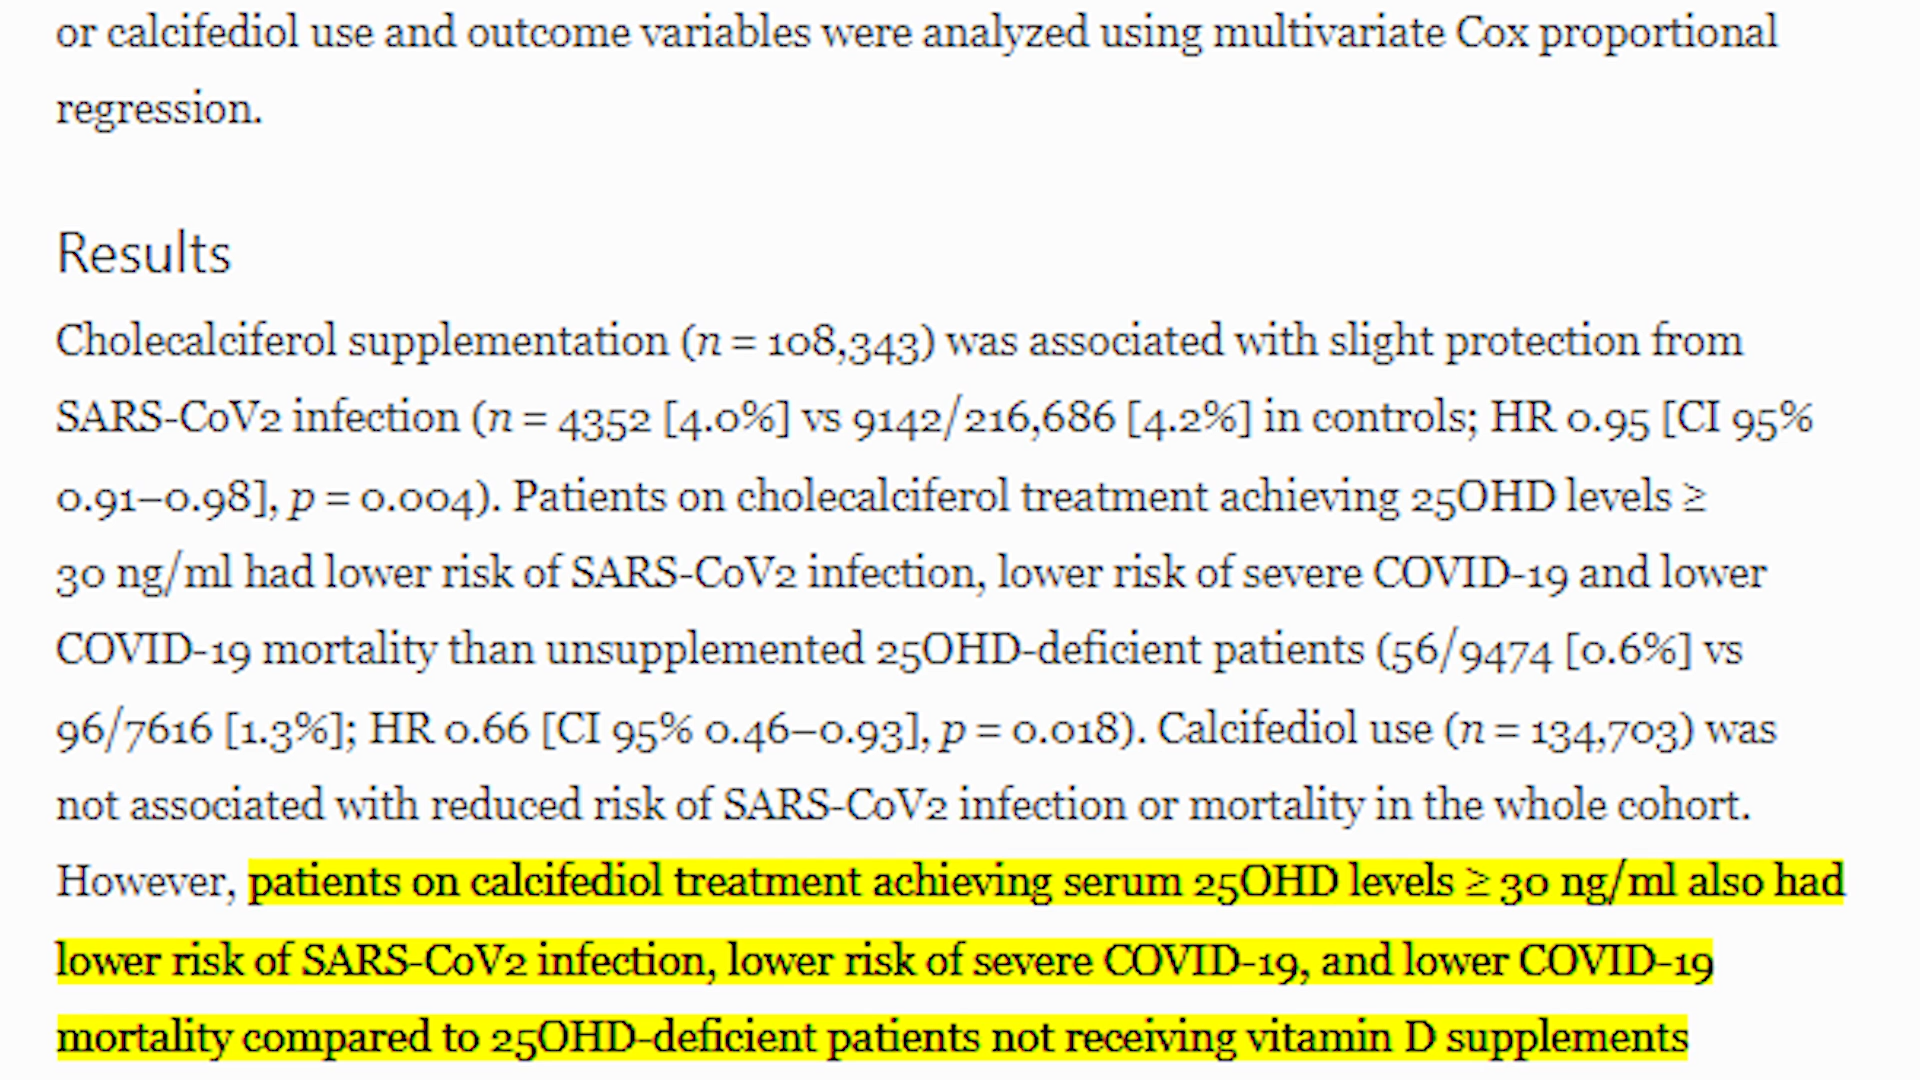 or calcifediol use and outcome variables were analyzed using multivariate Cox proportional
regression.
Results
Cholecalciferol supplementation (n = 108,343) was associated with slight protection from
SARS-CoV2 infection (n = 4352 [4.0%] vs 9142/216,686 [4.2%] in controls; HR 0.95 [CI 95%
0.91–0.98], p = 0.004). Patients on cholecalciferol treatment achieving 25OHD levels ≥
30 ng/ml had lower risk of SARS-CoV2 infection, lower risk of severe COVID-19 and lower
COVID-19 mortality than unsupplemented 25OHD-deficient patients (56/9474 [0.6%] vs
96/7616 [1.3%]; HR 0.66 [CI 95% 0.46–0.93], p = 0.018). Calcifediol use (n = 134,703) was
not associated with reduced risk of SARS-CoV2 infection or mortality in the whole cohort.
However, patients on calcifediol treatment achieving serum 25OHD levels ≥ 30 ng/ml also had
lower risk of SARS-CoV2 infection, lower risk of severe COVID-19, and lower COVID-19
mortality compared to 25OHD-deficient patients not receiving vitamin D supplements